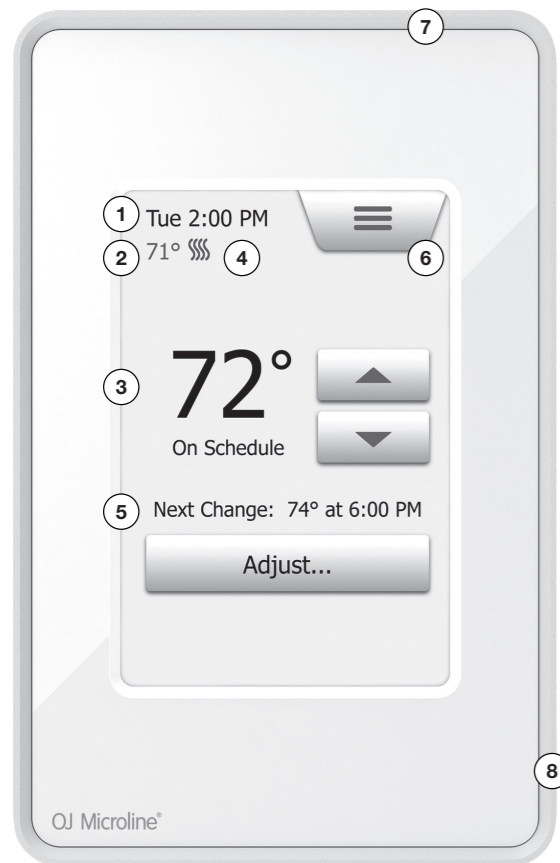 7
1 Tue 2:00 PM
2 71° 4
6
3 72°
On Schedule
5 Next Change: 74° at 6:00 PM
Adjust...
8
OJ Microline®